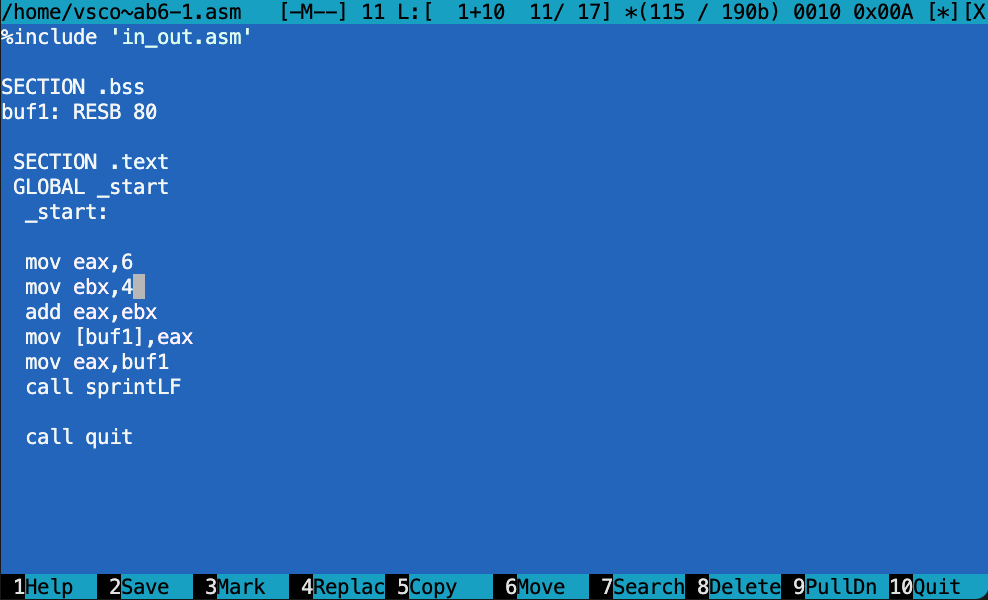 /home/vsco~ab6-1.asm   [-M--] 11 L:[  1+10  11/ 17] *(115 / 190b) 0010 0x00A [*][X
%include 'in_out.asm'

SECTION .bss
buf1: RESB 80

 SECTION .text
 GLOBAL _start
  _start:

  mov eax,6
  mov ebx,4
  add eax,ebx
  mov [buf1],eax
  mov eax,buf1
  call sprintLF

  call quit

1Help 2Save 3Mark 4Replac 5Copy 6Move 7Search 8Delete 9PullDn 10Quit